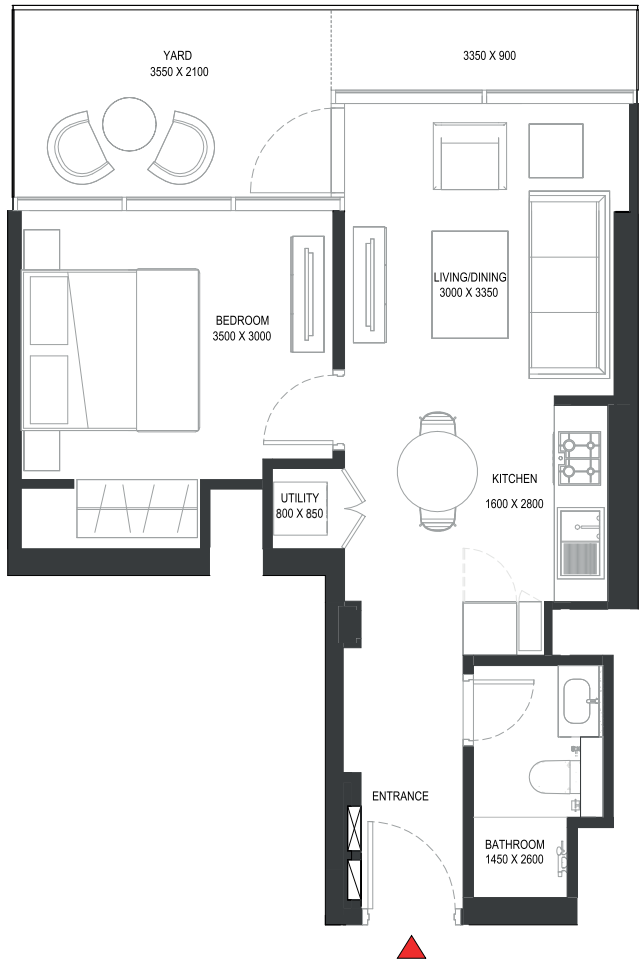 YARD
3550 X 2100
3350 X 900
LIVING/DINING
3000 X 3350
BEDROOM
3500 X 3000
KITCHEN
1600 X 2800
UTILITY
800 X 850
ENTRANCE
BATHROOM
1450 X 2600